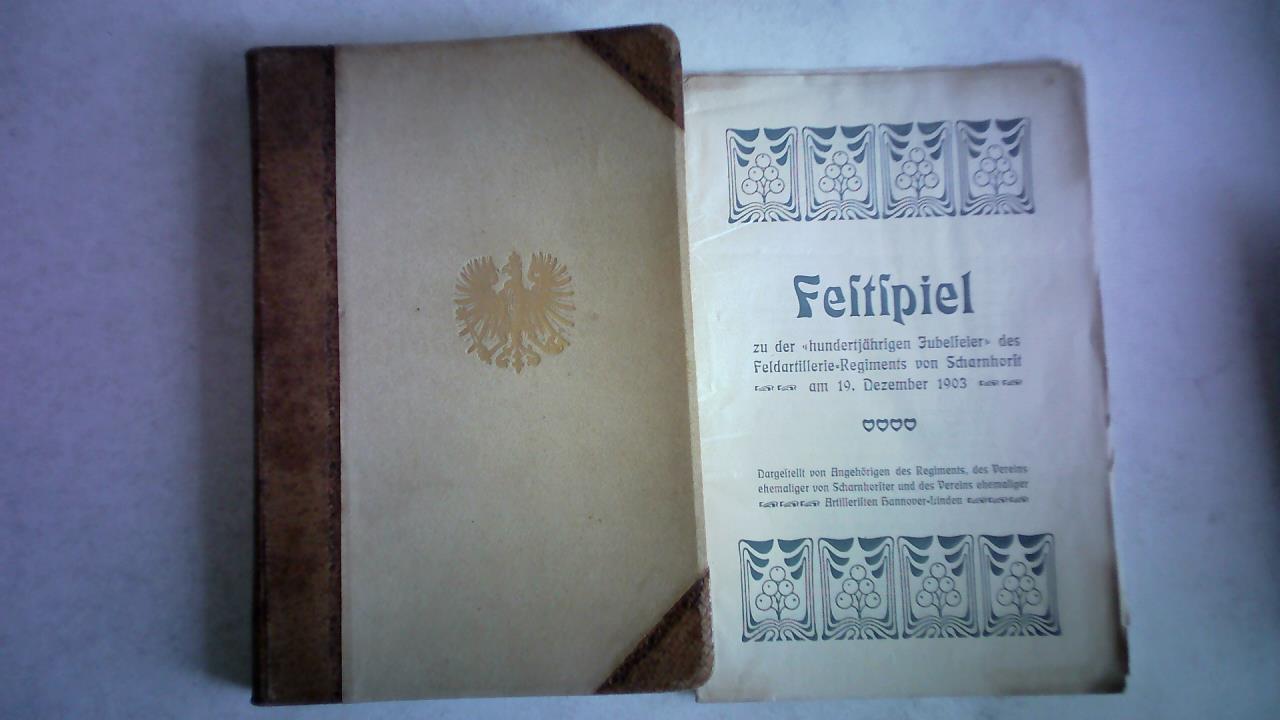 Feſtſpiel
zu der «hundertjährigen Jubelfeier» des
Feldartillerie-Regiments von Scharnhorſt
am 19. Dezember 1903
Dargeſtellt von Angehörigen des Regiments, des Vereins
ehemaliger von Scharnhorſter und des Vereins ehemaliger
Artilleriſten Hannover-Linden